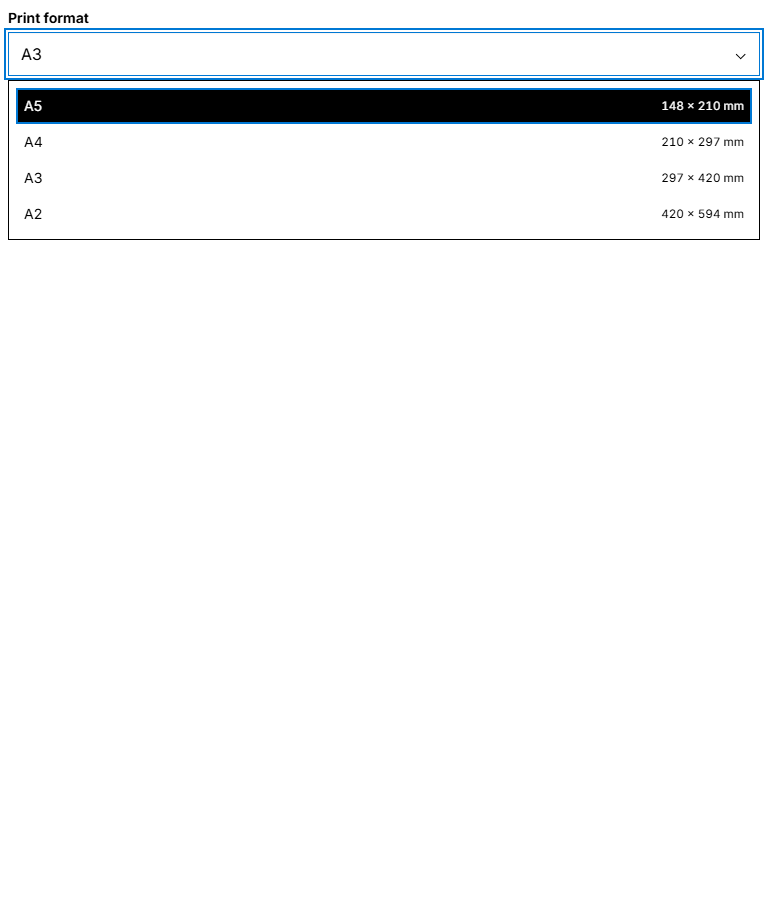 Print format
A3
A5 148 × 210 mm
A4 210 × 297 mm
A3 297 × 420 mm
A2 420 × 594 mm